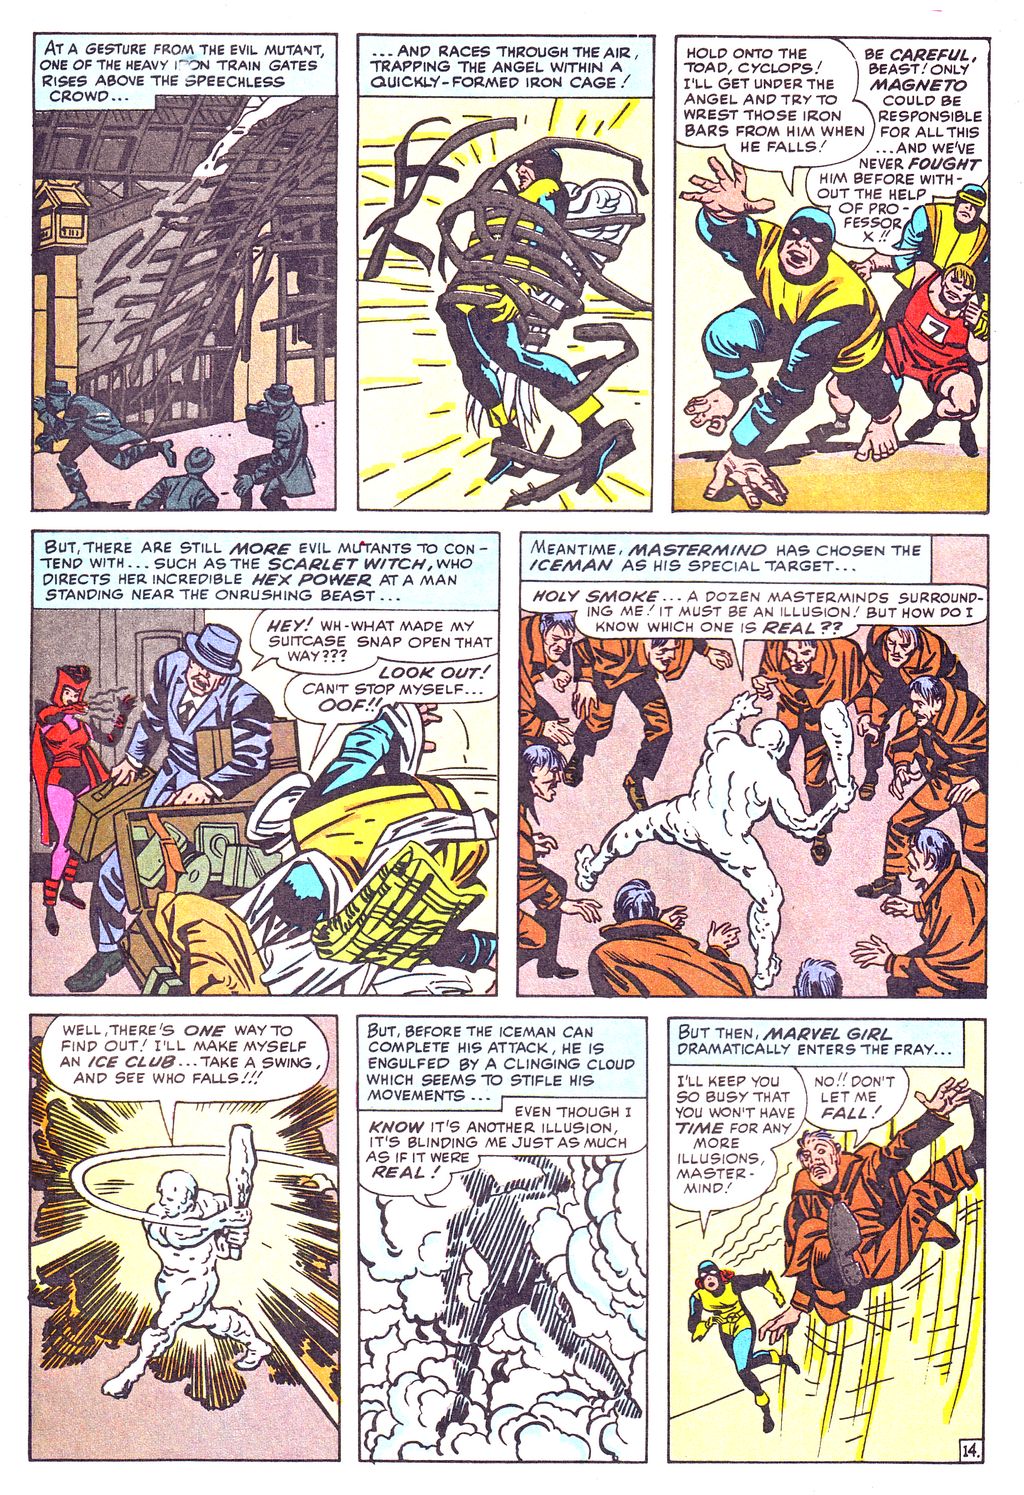 AT A GESTURE FROM THE EVIL MUTANT,
ONE OF THE HEAVY IRON TRAIN GATES
RISES ABOVE THE SPEECHLESS
CROWD...
...AND RACES THROUGH THE AIR,
TRAPPING THE ANGEL WITHIN A
QUICKLY-FORMED IRON CAGE!
HOLD ONTO THE
TOAD, CYCLOPS!
I'LL GET UNDER THE
ANGEL AND TRY TO
WREST THOSE IRON
BARS FROM HIM WHEN
HE FALLS!
BE CAREFUL,
BEAST! ONLY
MAGNETO
COULD BE
RESPONSIBLE
FOR ALL THIS
...AND WE'VE
NEVER FOUGHT
HIM BEFORE WITH-
OUT THE HELP
OF PRO-
FESSOR
X!!
7
BUT, THERE ARE STILL MORE EVIL MUTANTS TO CON-
TEND WITH... SUCH AS THE SCARLET WITCH, WHO
DIRECTS HER INCREDIBLE HEX POWER AT A MAN
STANDING NEAR THE ONRUSHING BEAST...
HEY! WH-WHAT MADE MY
SUITCASE SNAP OPEN THAT
WAY???
LOOK OUT!
CAN'T STOP MYSELF...
OOF!!
MEANTIME, MASTERMIND HAS CHOSEN THE
ICEMAN AS HIS SPECIAL TARGET...
HOLY SMOKE... A DOZEN MASTERMINDS SURROUND-
ING ME! IT MUST BE AN ILLUSION! BUT HOW DO I
KNOW WHICH ONE IS REAL??
WELL, THERE'S ONE WAY TO
FIND OUT! I'LL MAKE MYSELF
AN ICE CLUB... TAKE A SWING,
AND SEE WHO FALLS!!!
BUT, BEFORE THE ICEMAN CAN
COMPLETE HIS ATTACK, HE IS
ENGULFED BY A CLINGING CLOUD
WHICH SEEMS TO STIFLE HIS
MOVEMENTS...
EVEN THOUGH I
KNOW IT'S ANOTHER ILLUSION,
IT'S BLINDING ME JUST AS MUCH
AS IF IT WERE
REAL!
BUT THEN, MARVEL GIRL
DRAMATICALLY ENTERS THE FRAY...
I'LL KEEP YOU
SO BUSY THAT
YOU WON'T HAVE
TIME FOR ANY
MORE
ILLUSIONS,
MASTER-
MIND!
NO!! DON'T
LET ME
FALL!
14.